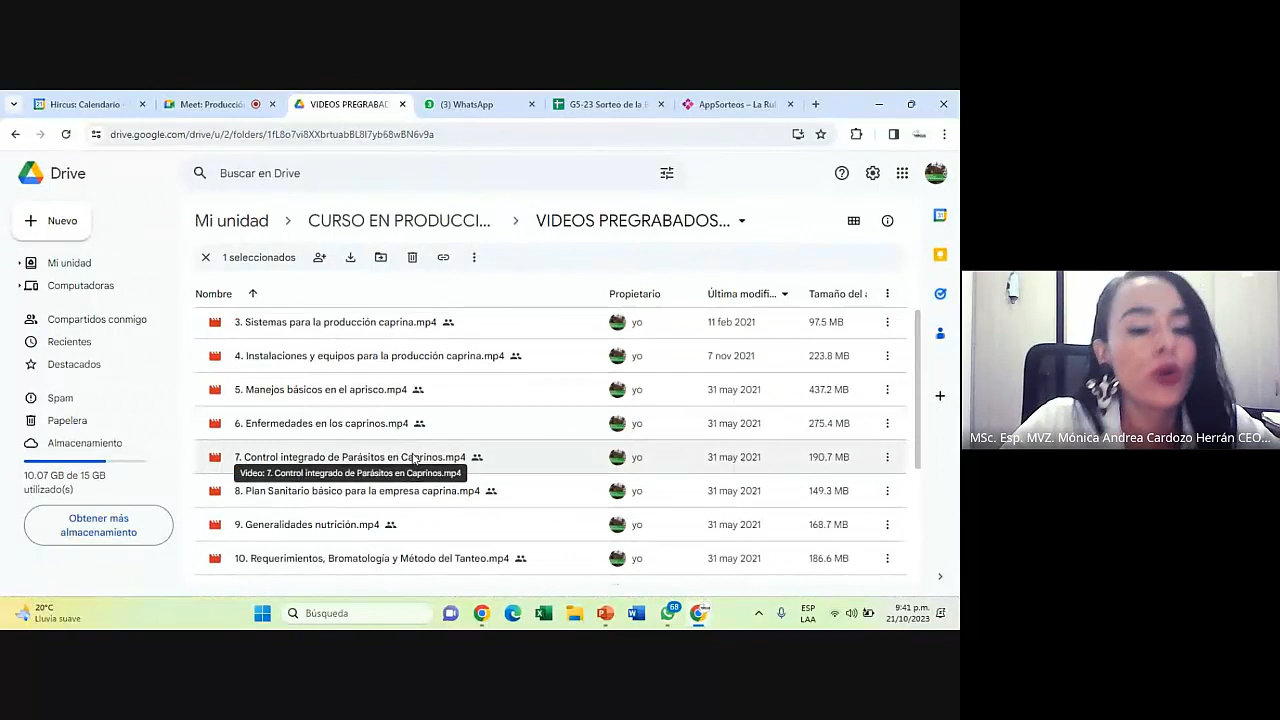 Hircus: Calendario
Meet: Producció
VIDEOS PREGRABAD
(3) WhatsApp
G5-23 Sorteo de la B
AppSorteos – La Rul
drive.google.com/drive/u/2/folders/
Drive
Buscar en Drive
Nuevo
Mi unidad
CURSO EN PRODUCCI...
VIDEOS PREGRABADOS...
1 seleccionados
Mi unidad
Computadoras
Compartidos conmigo
Recientes
Destacados
Spam
Papelera
Almacenamiento
10.07 GB de 15 GB
utilizado(s)
Obtener más
almacenamiento
Nombre
Propietario
Última modifi...
Tamaño del
3. Sistemas para la producción caprina.mp4 yo 11 feb 2021 97.5 MB
4. Instalaciones y equipos para la producción caprina.mp4 yo 7 nov 2021 223.8 MB
5. Manejos básicos en el aprisco.mp4 yo 31 may 2021 437.2 MB
6. Enfermedades en los caprinos.mp4 yo 31 may 2021 275.4 MB
7. Control integrado de Parásitos en Caprinos.mp4 yo 31 may 2021 190.7 MB
Video: 7. Control integrado de Parásitos en Caprinos.mp4
8. Plan Sanitario básico para la empresa caprina.mp4 yo 31 may 2021 149.3 MB
9. Generalidades nutrición.mp4 yo 31 may 2021 168.7 MB
10. Requerimientos, Bromatología y Método del Tanteo.mp4 yo 31 may 2021 186.6 MB
MSc. Esp. MVZ. Mónica Andrea Cardozo Herrán CEO...
20°C
Lluvia suave
Búsqueda
68
ESP
LAA
9:41 p.m.
21/10/2023